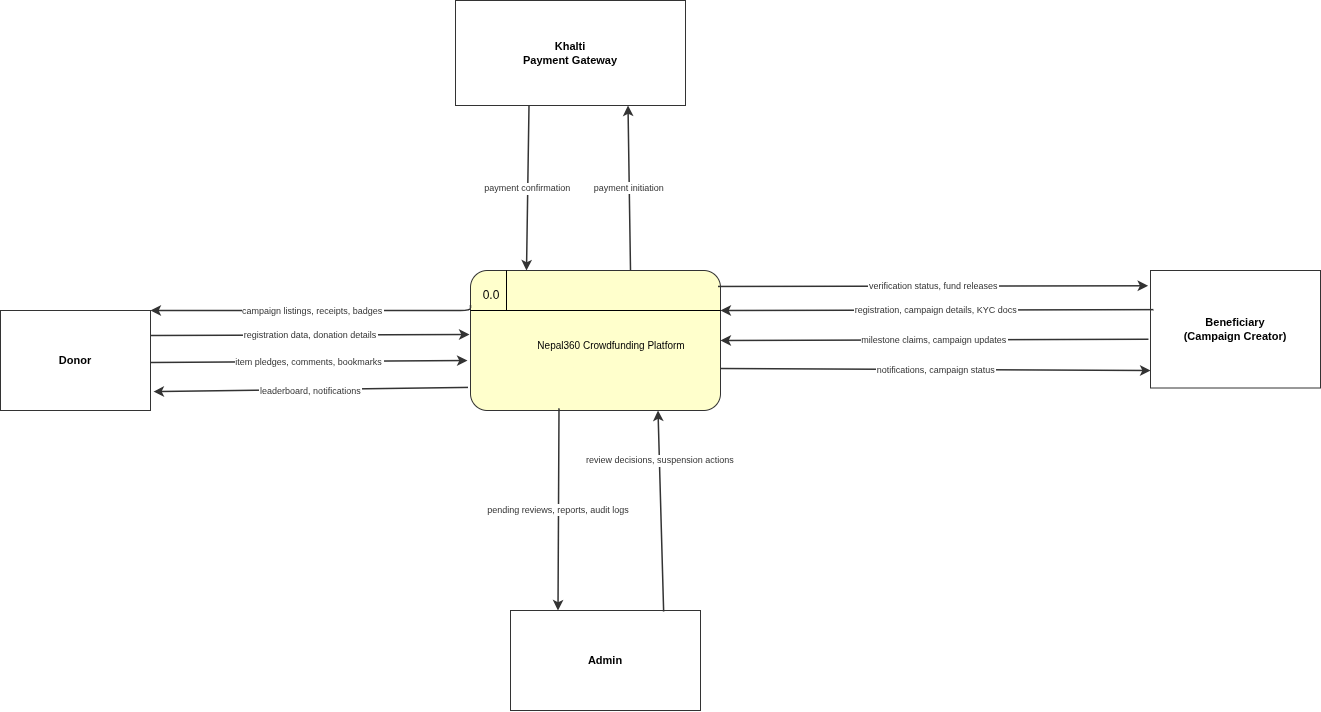 Khalti
Payment Gateway
payment confirmation
payment initiation
0.0
Nepal360 Crowdfunding Platform
Donor
campaign listings, receipts, badges
registration data, donation details
item pledges, comments, bookmarks
leaderboard, notifications
verification status, fund releases
registration, campaign details, KYC docs
milestone claims, campaign updates
notifications, campaign status
Beneficiary
(Campaign Creator)
review decisions, suspension actions
pending reviews, reports, audit logs
Admin